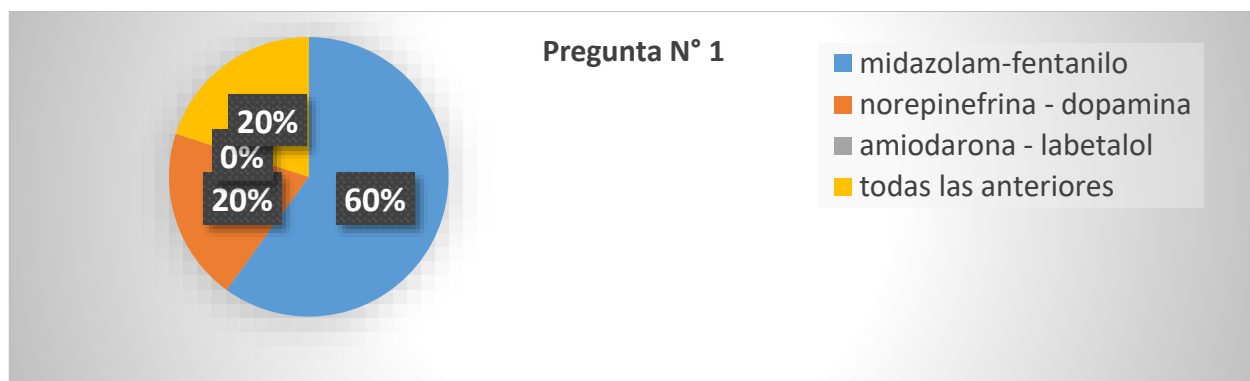 Pregunta N° 1
20%
0%
20%
60%
midazolam-fentanilo
norepinefrina - dopamina
amiodarona - labetalol
todas las anteriores